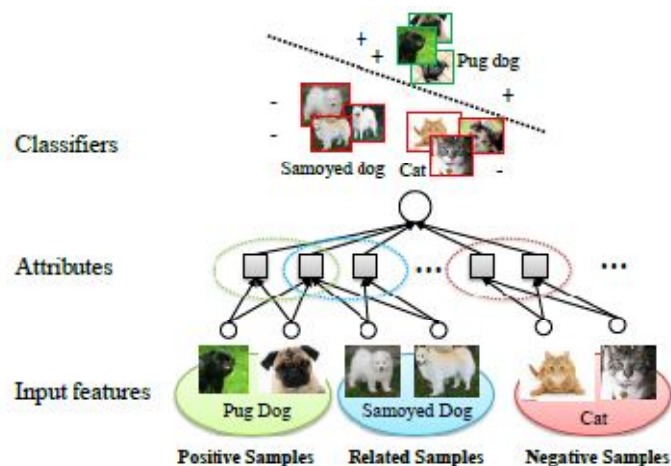 +
+
Pug dog
+
-
-
Classifiers
Samoyed dog
Cat
-
Attributes
...
...
Input features
Pug Dog
Samoyed Dog
Cat
Positive Samples
Related Samples
Negative Samples